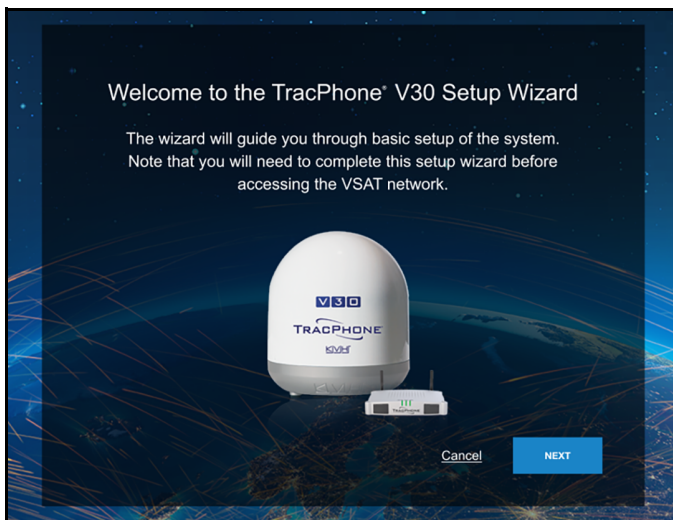 Welcome to the TracPhone® V30 Setup Wizard
The wizard will guide you through basic setup of the system.
Note that you will need to complete this setup wizard before
accessing the VSAT network.
V30
TRACPHONE
KVH
KVH
TracPhone
Cancel
NEXT